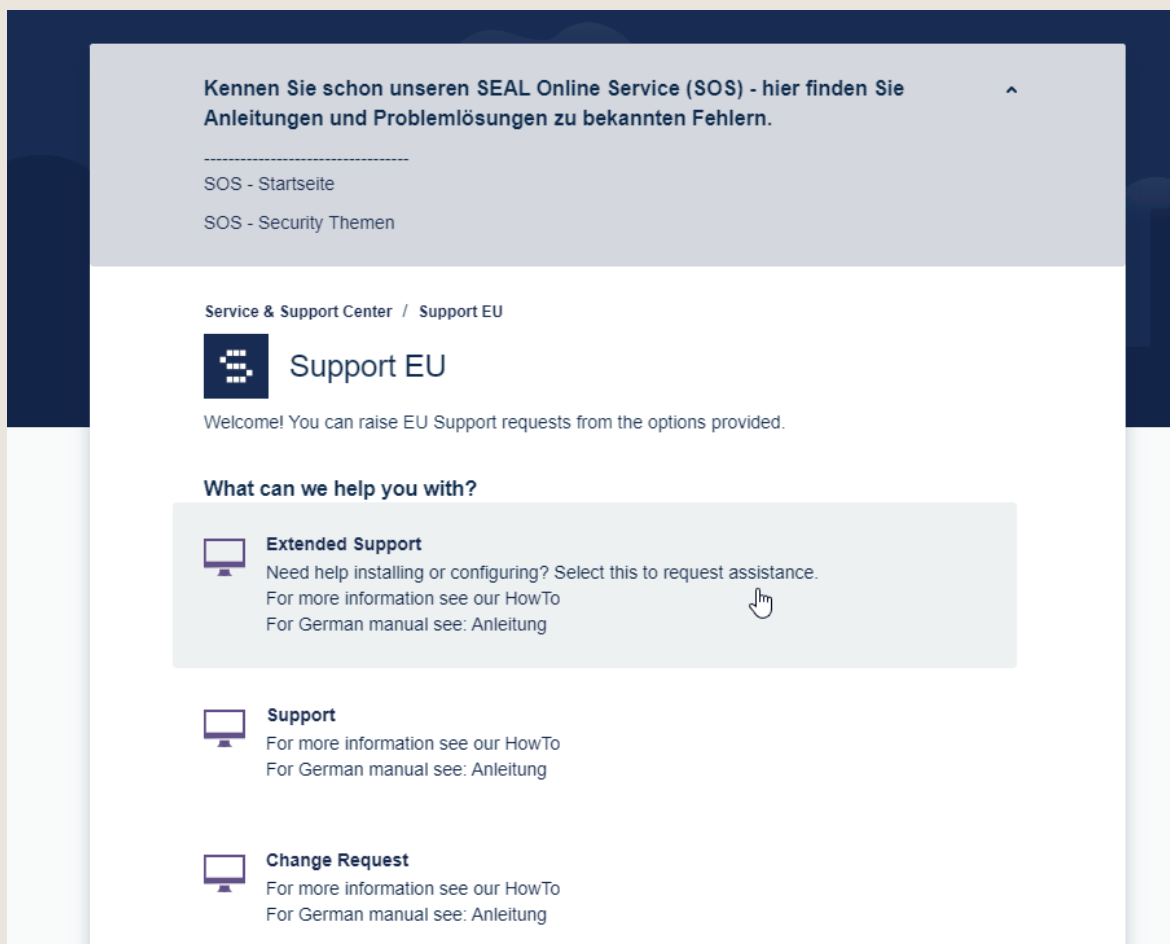 Kennen Sie schon unseren SEAL Online Service (SOS) - hier finden Sie
Anleitungen und Problemlösungen zu bekannten Fehlern.
----------------------------------
SOS - Startseite
SOS - Security Themen
Service & Support Center / Support EU
Support EU
Welcome! You can raise EU Support requests from the options provided.
What can we help you with?
Extended Support
Need help installing or configuring? Select this to request assistance.
For more information see our HowTo
For German manual see: Anleitung
Support
For more information see our HowTo
For German manual see: Anleitung
Change Request
For more information see our HowTo
For German manual see: Anleitung